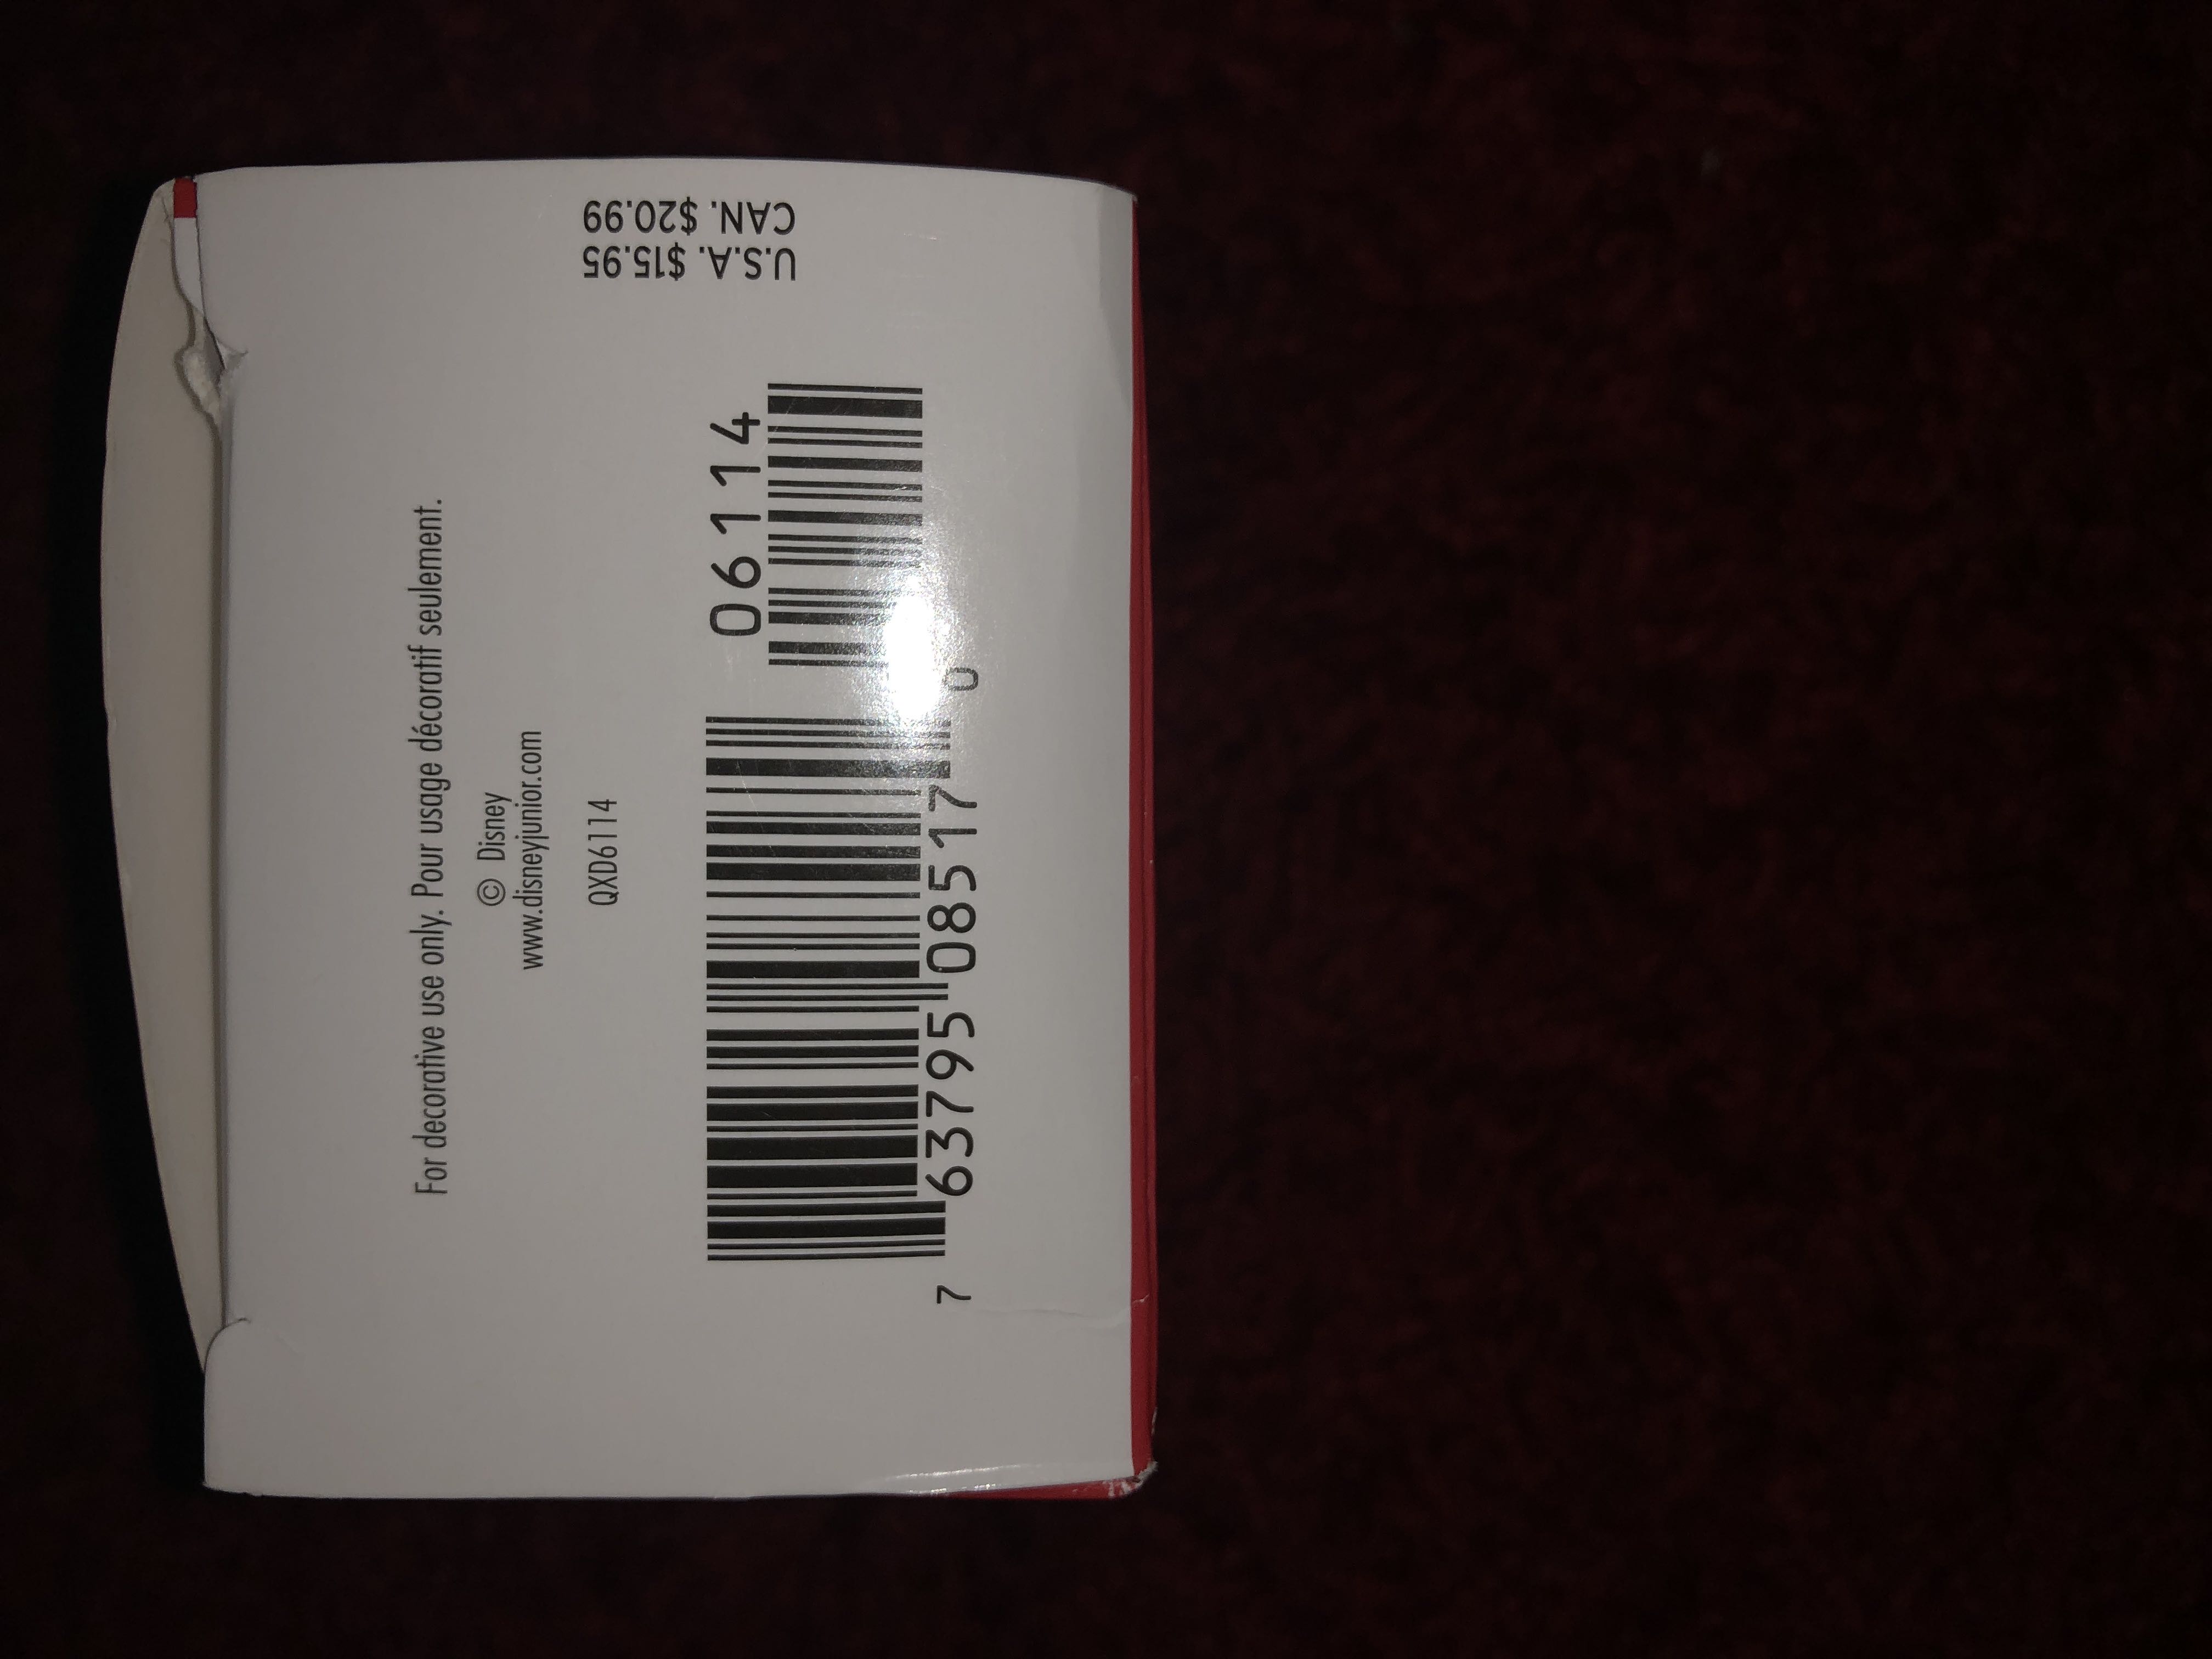 U.S.A. $15.95
CAN. $20.99
For decorative use only. Pour usage décoratif seulement.
© Disney
www.disneyjunior.com
QXD6114
06114
7 63795 08517 0